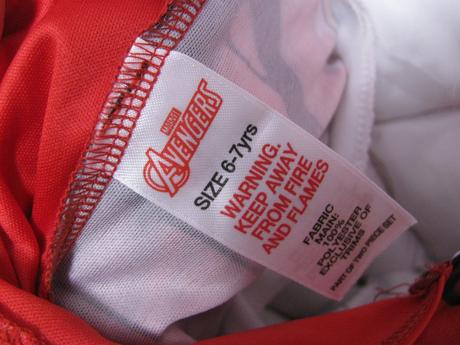 MARVEL
AVENGERS
SIZE 6-7yrs
WARNING.
KEEP AWAY
FROM FIRE
AND FLAMES
FABRIC
MAIN:
100%
POLYESTER
EXCLUSIVE OF
TRIMS
PART OF TWO PIECE SET